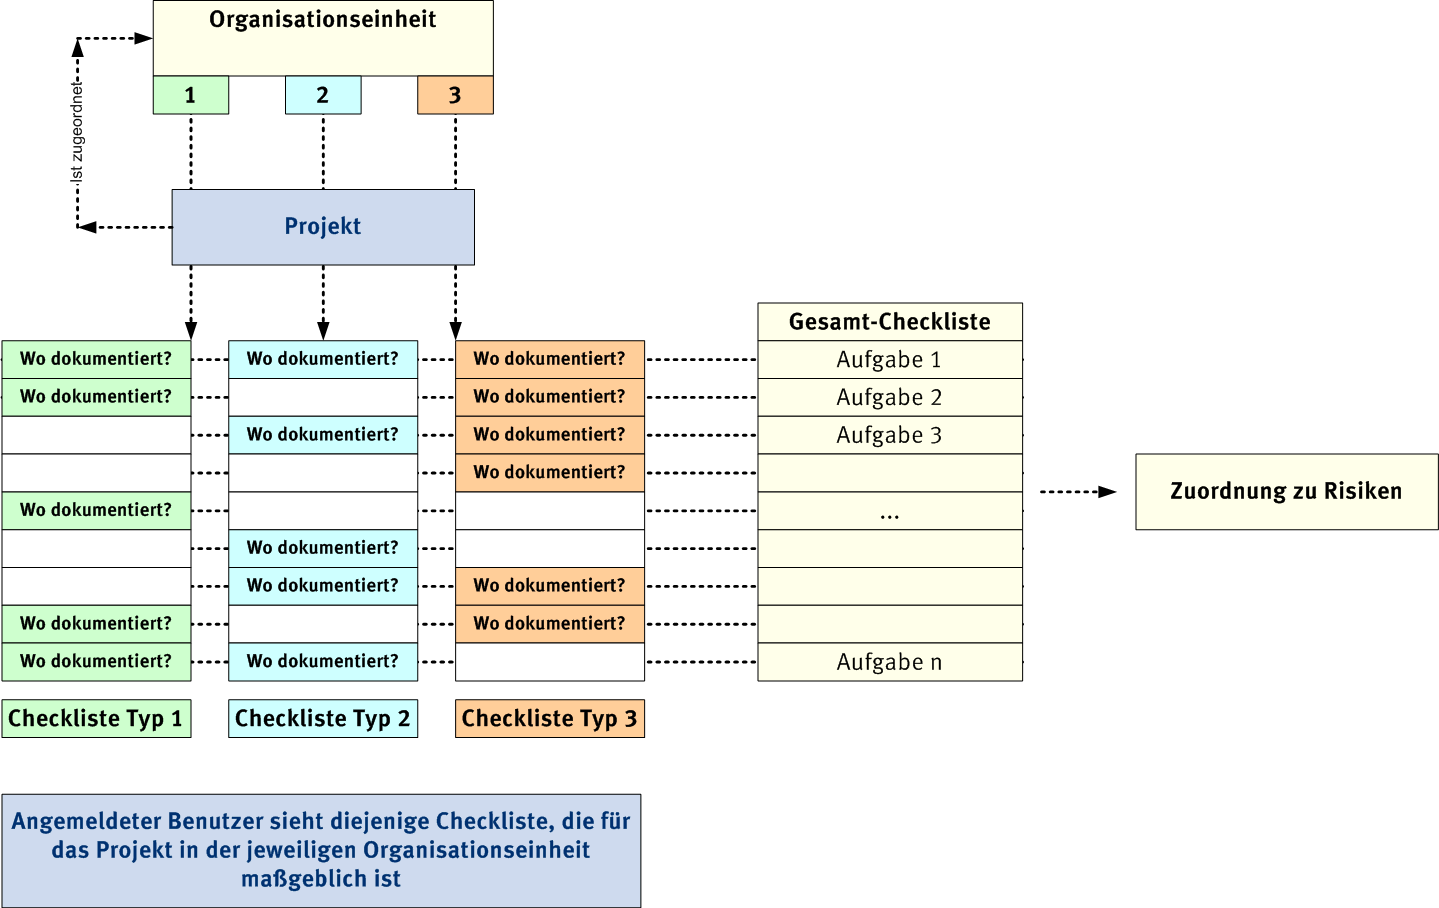 Organisationseinheit
1 2 3
Ist zugeordnet
Projekt
Gesamt-Checkliste
Wo dokumentiert? Wo dokumentiert? Wo dokumentiert? Aufgabe 1
Wo dokumentiert? Wo dokumentiert? Aufgabe 2
Wo dokumentiert? Wo dokumentiert? Aufgabe 3
Wo dokumentiert?
Zuordnung zu Risiken
Wo dokumentiert? ...
Wo dokumentiert?
Wo dokumentiert? Wo dokumentiert?
Wo dokumentiert? Wo dokumentiert?
Wo dokumentiert? Wo dokumentiert? Aufgabe n
Checkliste Typ 1 Checkliste Typ 2 Checkliste Typ 3
Angemeldeter Benutzer sieht diejenige Checkliste, die für
das Projekt in der jeweiligen Organisationseinheit
maßgeblich ist